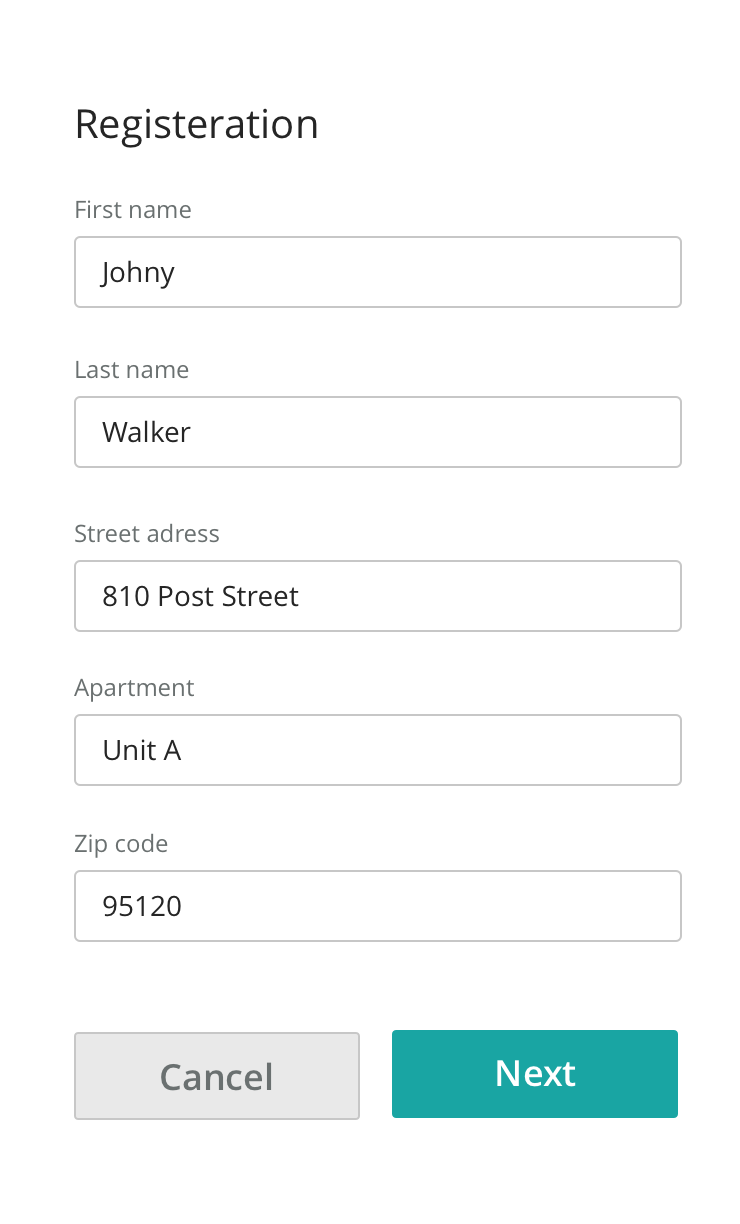 Registeration
First name
Johny
Last name
Walker
Street adress
810 Post Street
Apartment
Unit A
Zip code
95120
Cancel
Next